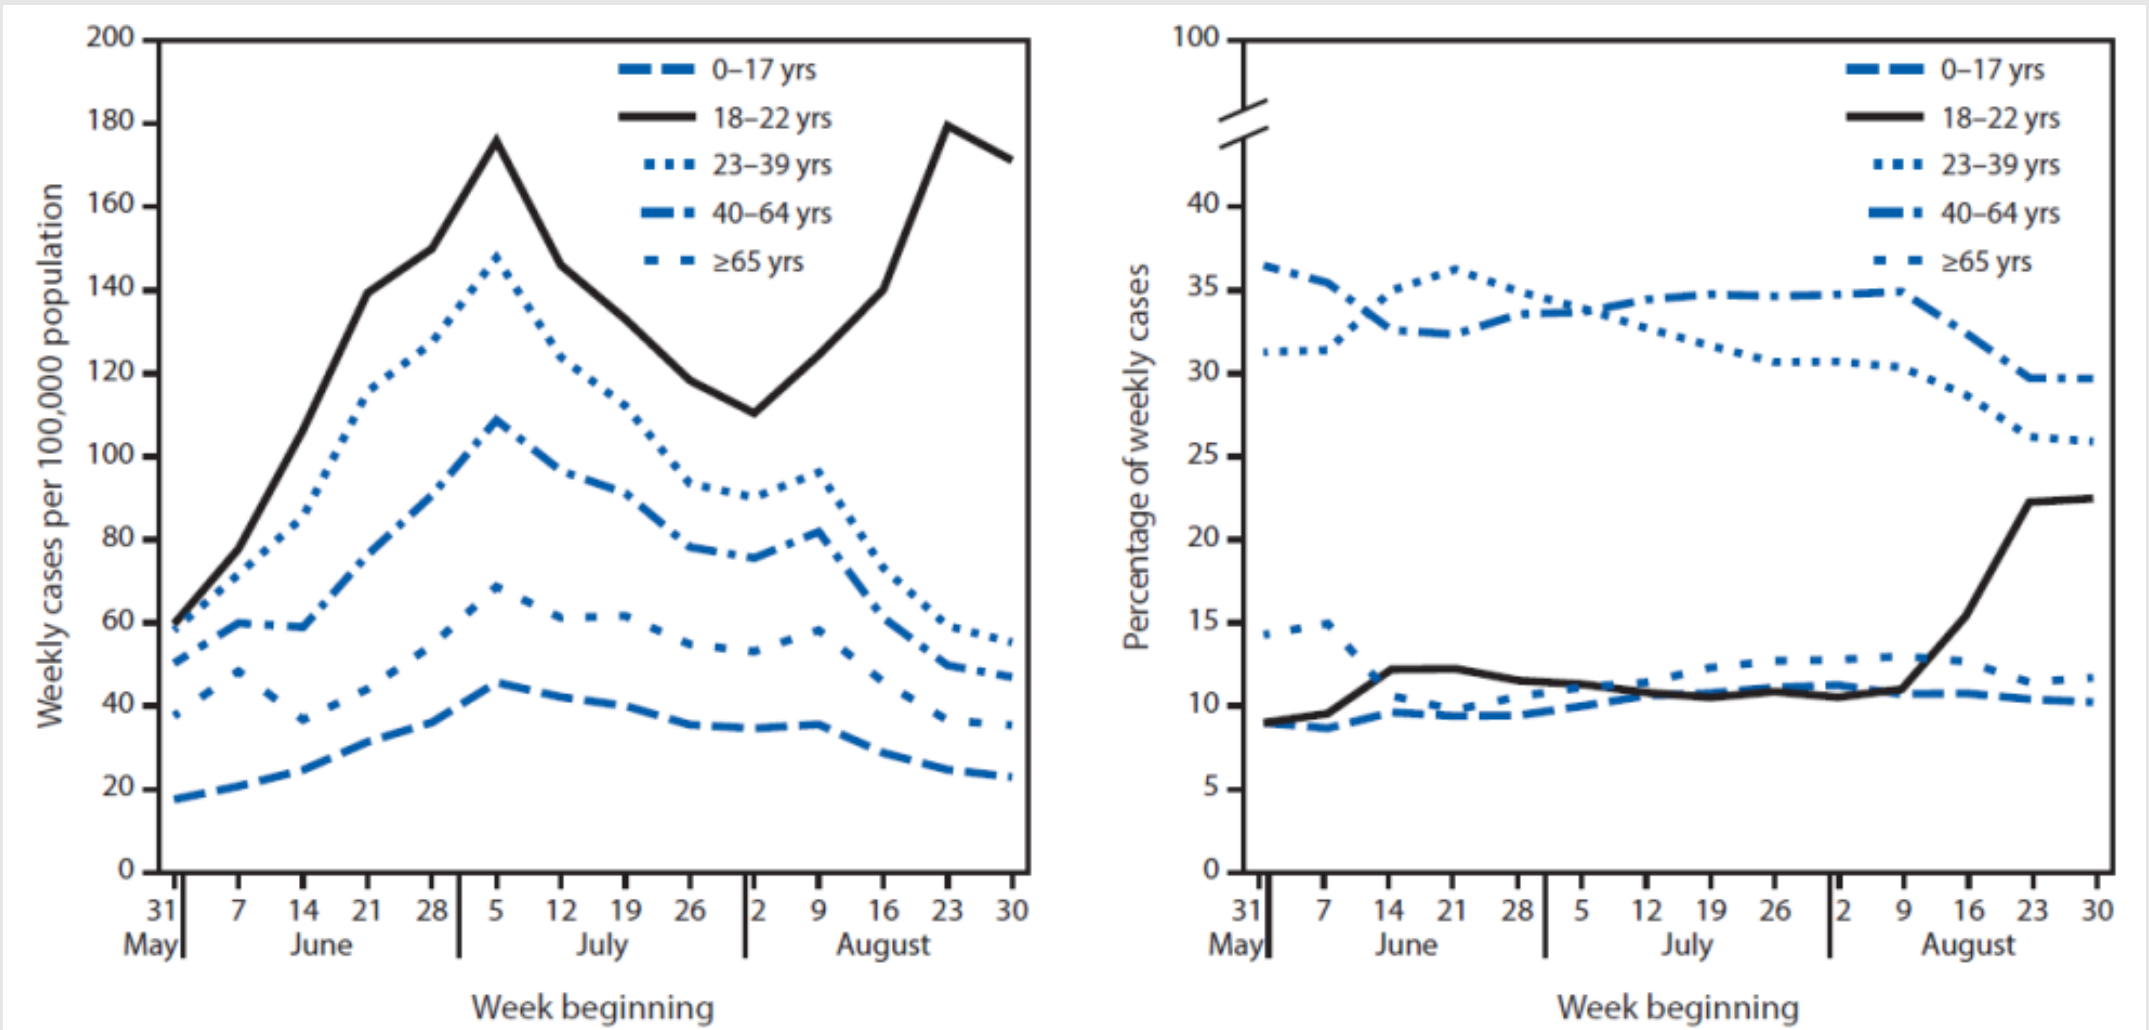 Weekly cases per 100,000 population
200
180
160
140
120
100
80
60
40
20
0
0–17 yrs
18–22 yrs
23–39 yrs
40–64 yrs
≥65 yrs
31 7 14 21 28 5 12 19 26 2 9 16 23 30
May June July August
Week beginning
Percentage of weekly cases
100
40
35
30
25
20
15
10
5
0
0–17 yrs
18–22 yrs
23–39 yrs
40–64 yrs
≥65 yrs
31 7 14 21 28 5 12 19 26 2 9 16 23 30
May June July August
Week beginning